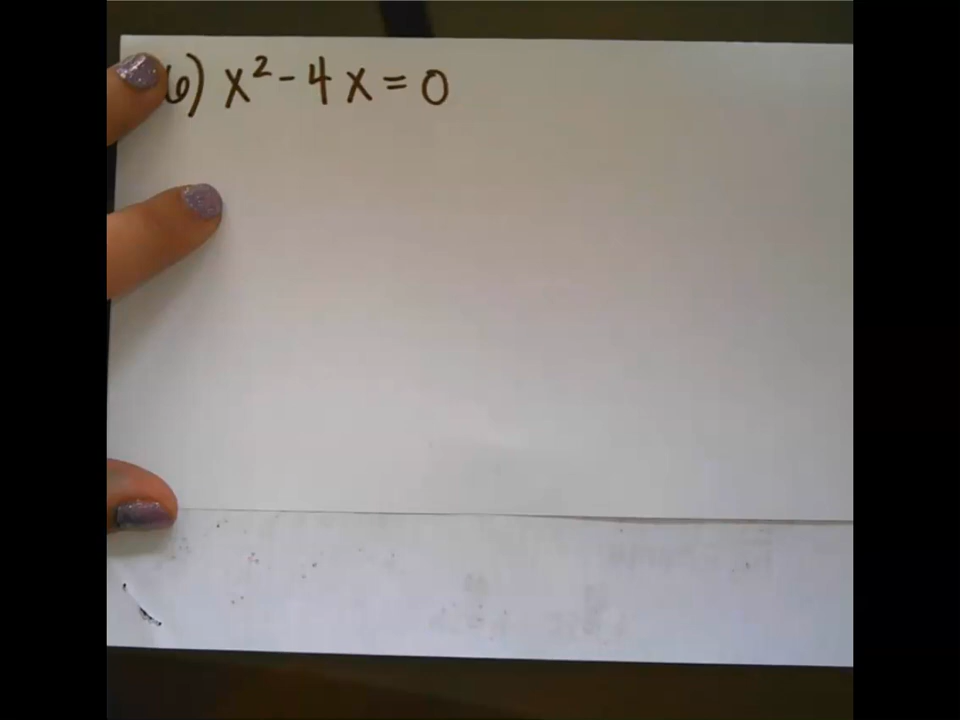 6) x² - 4x = 0